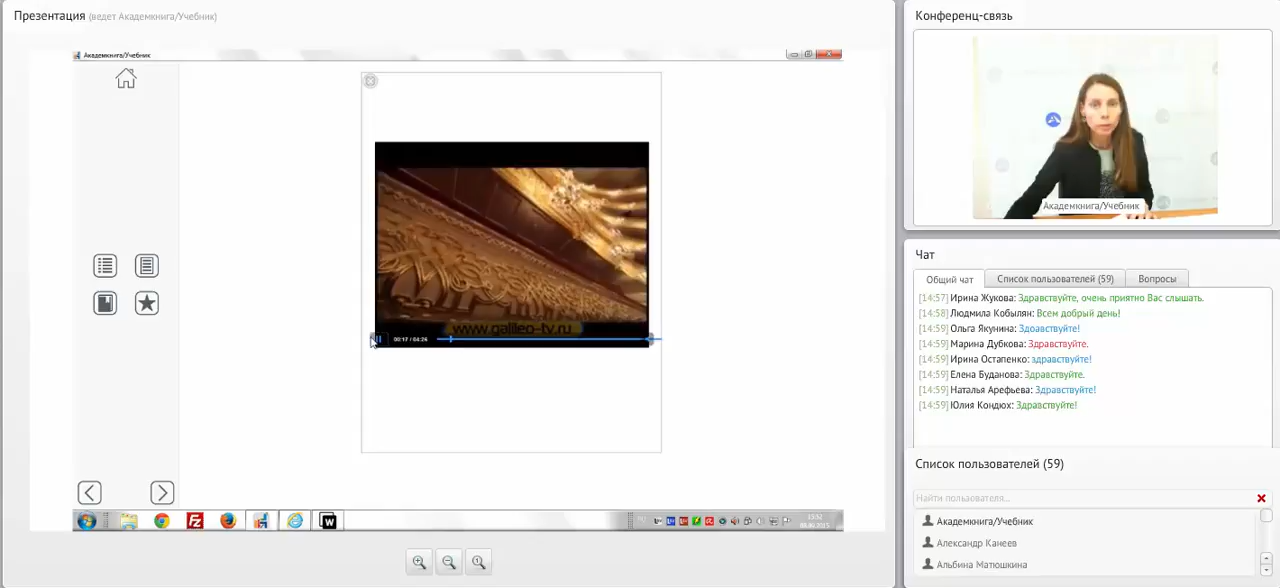 Презентация (ведет Академкнига/Учебник)
Академкнига/Учебник
www.galileo-tv.ru
00:17 / 04:26
Конференц-связь
Академкнига/Учебник
Чат
Общий чат
Список пользователей (59)
Вопросы
[14:57] Ирина Жукова: Здравствуйте, очень приятно Вас слышать.
[14:58] Людмила Кобылян: Всем добрый день!
[14:59] Ольга Якунина: Здоавствуйте!
[14:59] Марина Дубкова: Здравствуйте.
[14:59] Ирина Остапенко: здравствуйте!
[14:59] Елена Буданова: Здравствуйте.
[14:59] Наталья Арефьева: Здравствуйте!
[14:59] Юлия Кондюх: Здравствуйте!
Список пользователей (59)
Найти пользователя...
Академкнига/Учебник
Александр Канеев
Альбина Матюшкина